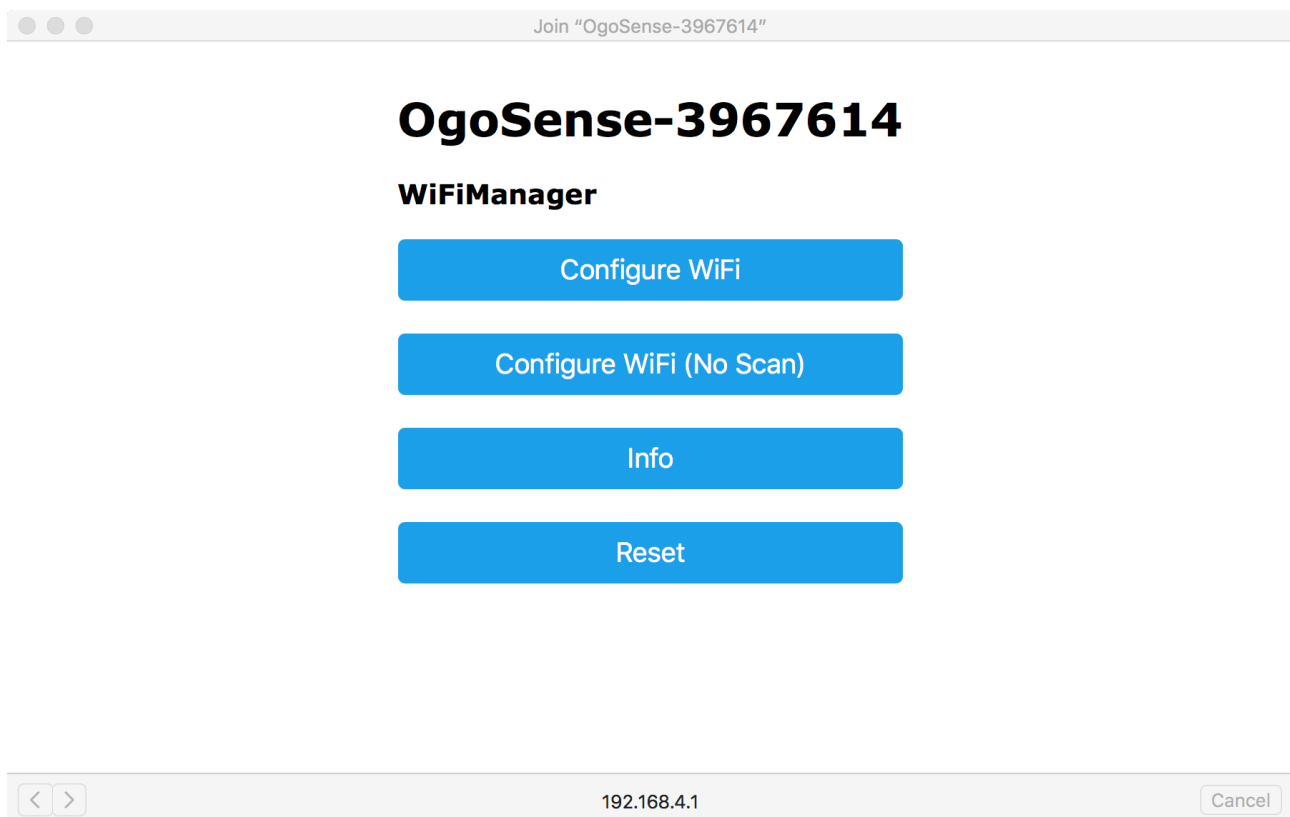 Join “OgoSense-3967614”
OgoSense-3967614
WiFiManager
Configure WiFi
Configure WiFi (No Scan)
Info
Reset
192.168.4.1
Cancel